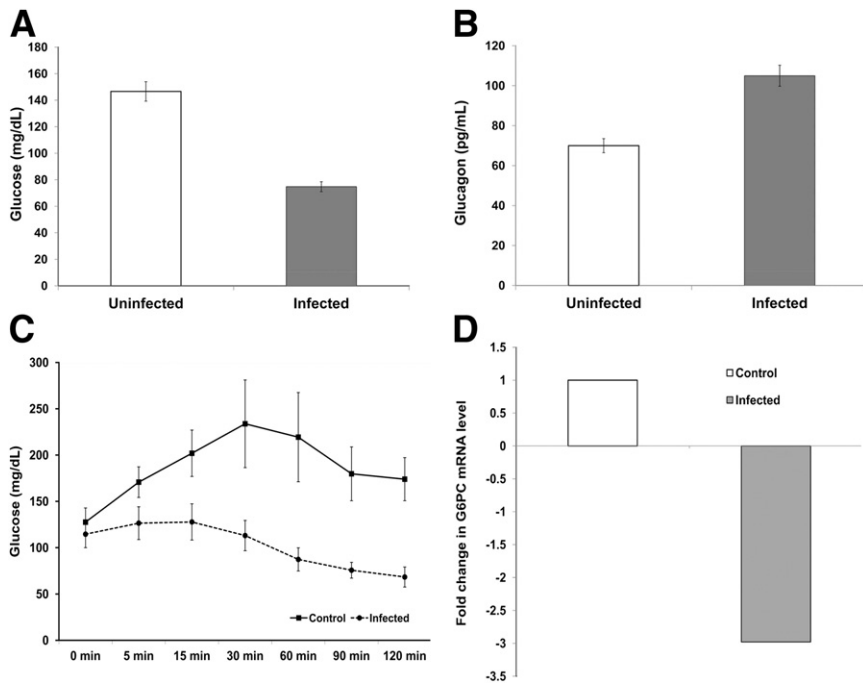 A
Glucose (mg/dL)
180
160
140
120
100
80
60
40
20
0
Uninfected Infected
B
Glucagon (pg/mL)
120
100
80
60
40
20
0
Uninfected Infected
C
Glucose (mg/dL)
300
250
200
150
100
50
0
0 min 5 min 15 min 30 min 60 min 90 min 120 min
Control Infected
D
Fold change in G6PC mRNA level
1.5
1
0.5
0
-0.5
-1
-1.5
-2
-2.5
-3
-3.5
Control
Infected